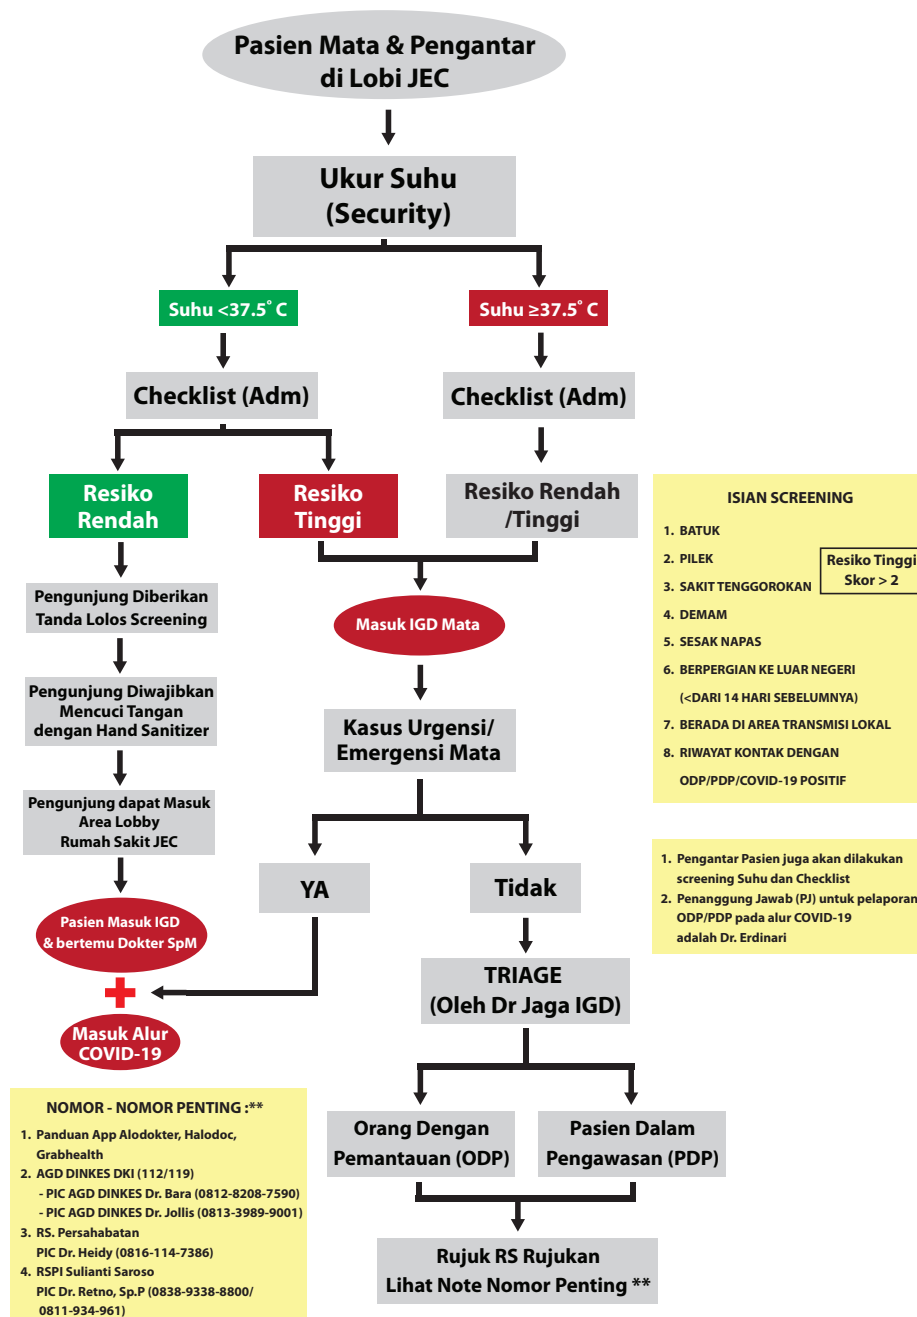 Pasien Mata & Pengantar
di Lobi JEC
Ukur Suhu
(Security)
Suhu <37.5° C
Suhu ≥37.5° C
Checklist (Adm)
Checklist (Adm)
Resiko
Rendah
Resiko
Tinggi
Resiko Rendah
/Tinggi
Pengunjung Diberikan
Tanda Lolos Screening
Masuk IGD Mata
Pengunjung Diwajibkan
Mencuci Tangan
dengan Hand Sanitizer
Kasus Urgensi/
Emergensi Mata
Pengunjung dapat Masuk
Area Lobby
Rumah Sakit JEC
YA
Tidak
Pasien Masuk IGD
& bertemu Dokter SpM
Masuk Alur
COVID-19
TRIAGE
(Oleh Dr Jaga IGD)
Orang Dengan
Pemantauan (ODP)
Pasien Dalam
Pengawasan (PDP)
Rujuk RS Rujukan
Lihat Note Nomor Penting **
ISIAN SCREENING
1. BATUK
2. PILEK
3. SAKIT TENGGOROKAN
4. DEMAM
5. SESAK NAPAS
6. BERPERGIAN KE LUAR NEGERI
(<DARI 14 HARI SEBELUMNYA)
7. BERADA DI AREA TRANSMISI LOKAL
8. RIWAYAT KONTAK DENGAN
ODP/PDP/COVID-19 POSITIF
Resiko Tinggi
Skor > 2
1. Pengantar Pasien juga akan dilakukan
screening Suhu dan Checklist
2. Penanggung Jawab (PJ) untuk pelaporan
ODP/PDP pada alur COVID-19
adalah Dr. Erdinari
NOMOR - NOMOR PENTING :**
1. Panduan App Alodokter, Halodoc,
Grabhealth
2. AGD DINKES DKI (112/119)
- PIC AGD DINKES Dr. Bara (0812-8208-7590)
- PIC AGD DINKES Dr. Jollis (0813-3989-9001)
3. RS. Persahabatan
PIC Dr. Heidy (0816-114-7386)
4. RSPI Sulianti Saroso
PIC Dr. Retno, Sp.P (0838-9338-8800/
0811-934-961)